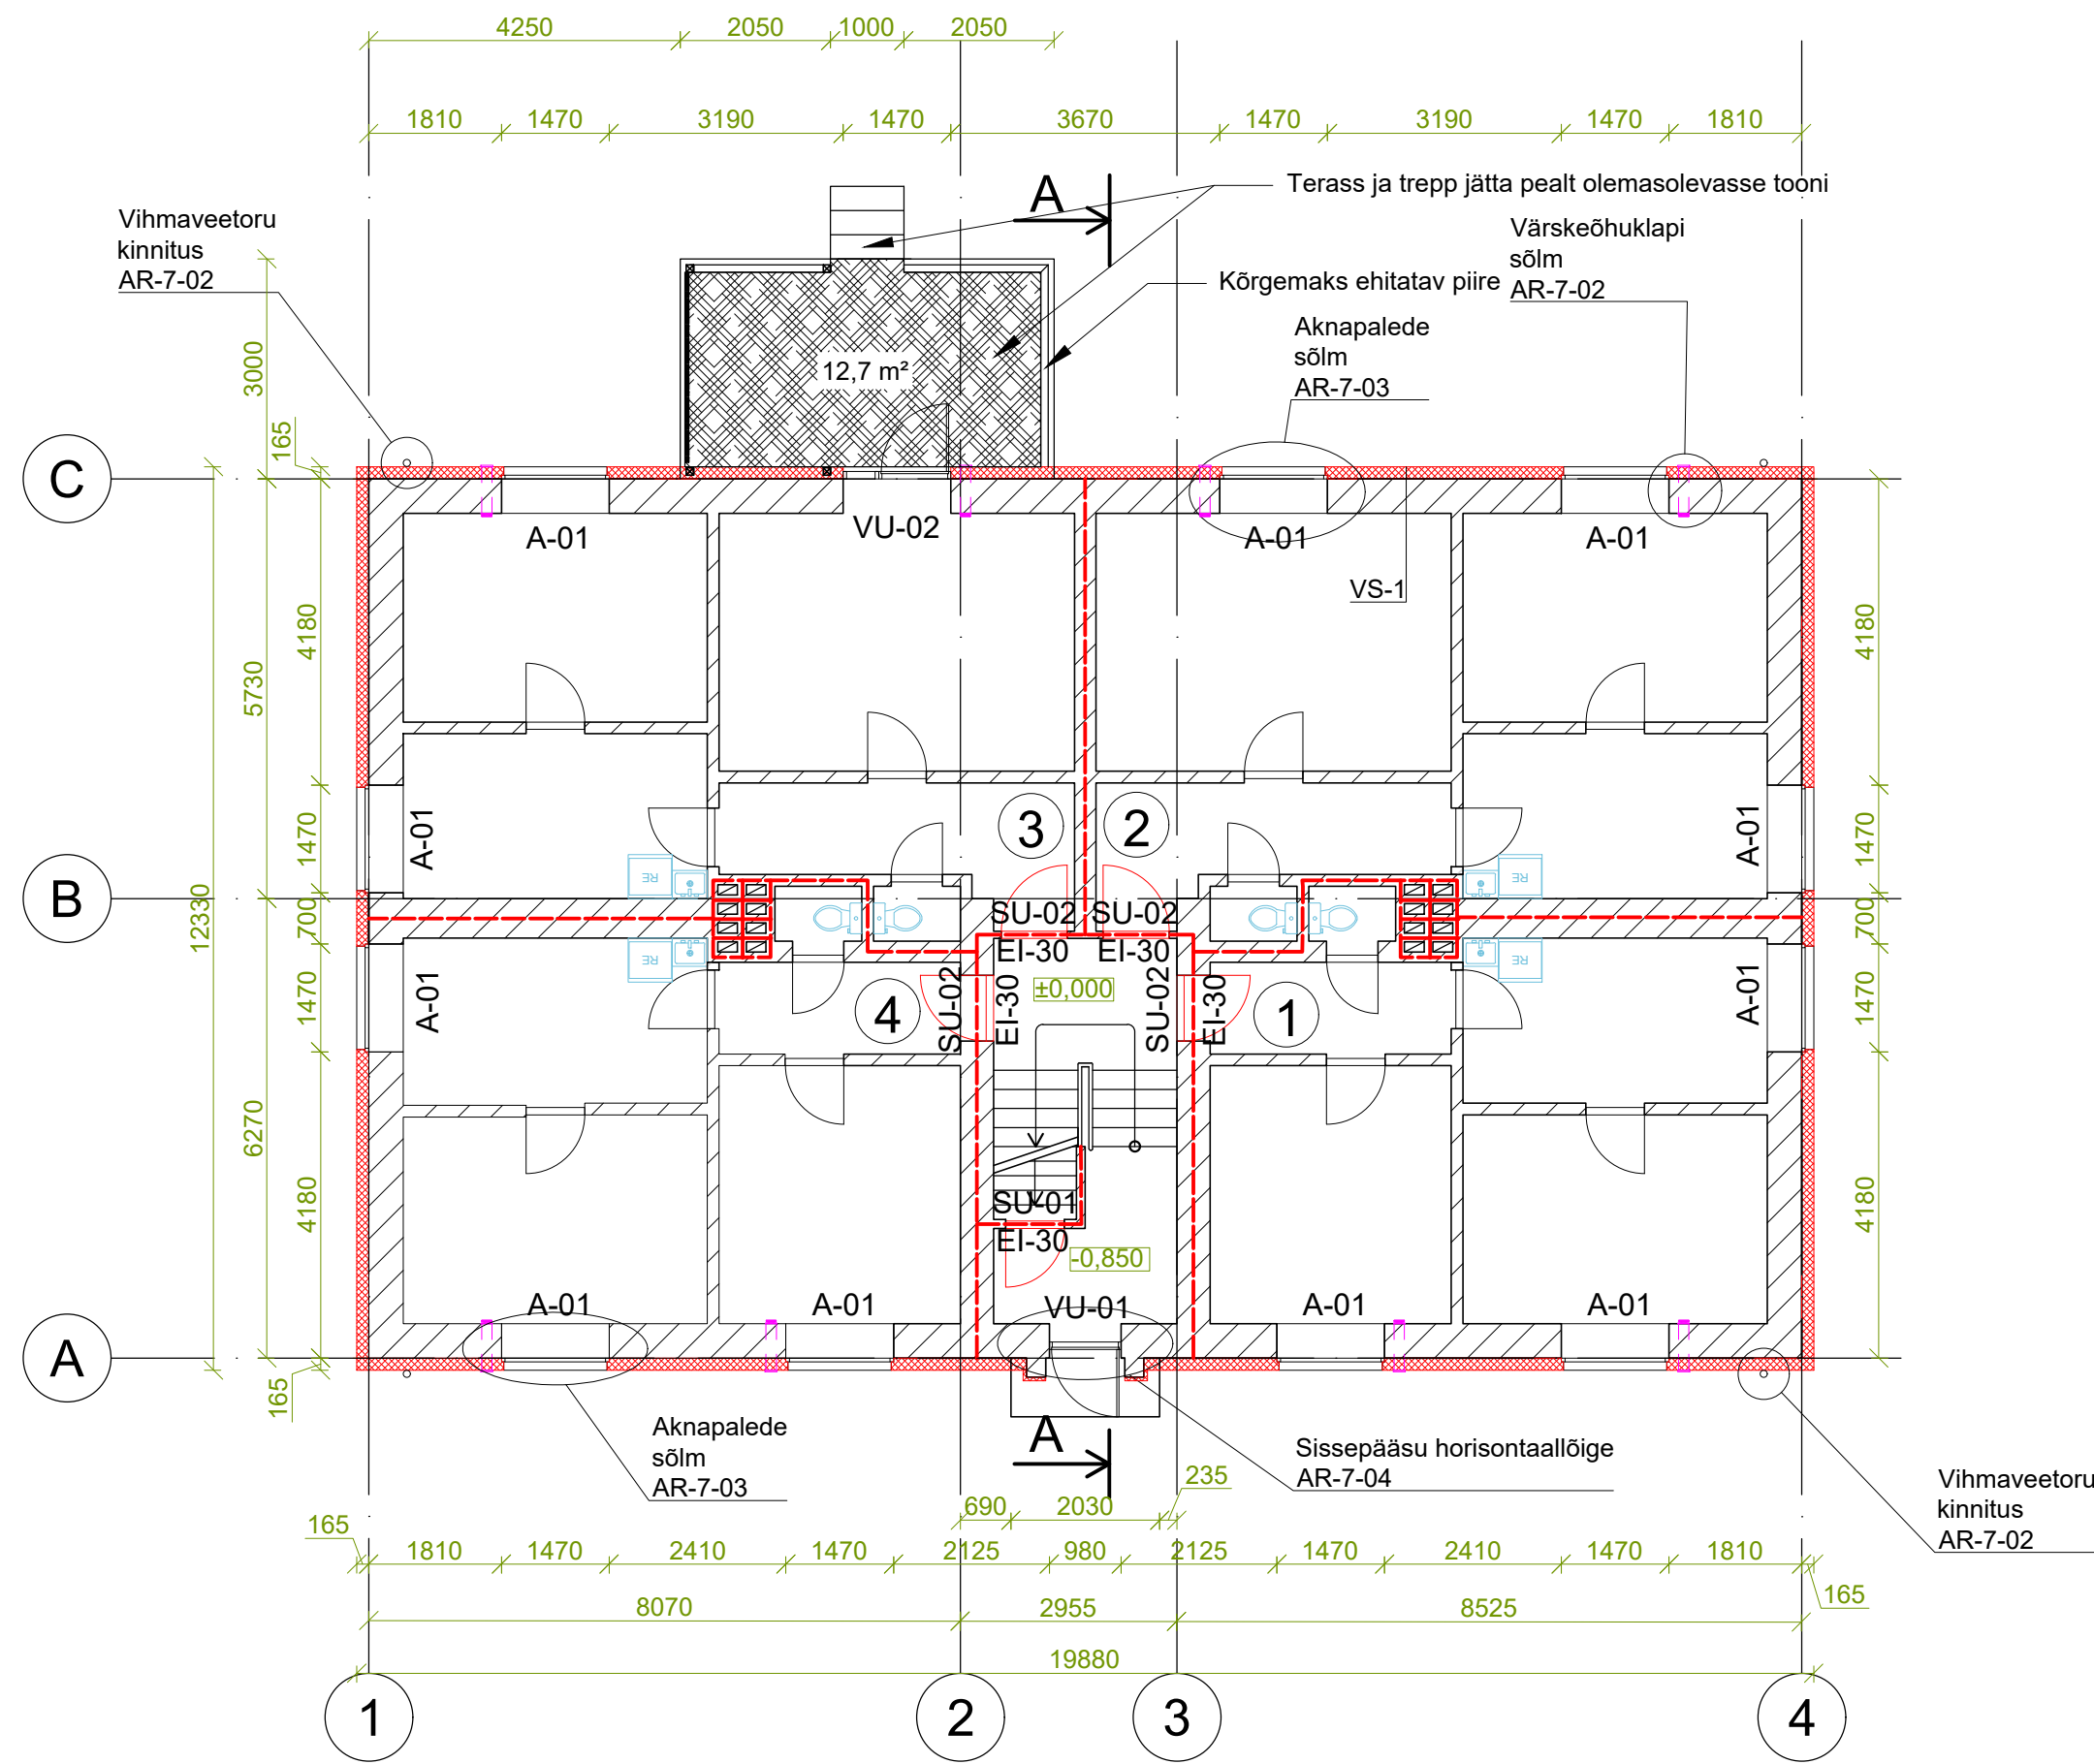 4250
2050
1000
2050
1810
1470
3190
1470
3670
1470
3190
1470
1810
A
Terass ja trepp jätta pealt olemasolevasse tooni
Vihmaveetoru
kinnitus
AR-7-02
Värskeõhuklapi
sõlm
AR-7-02
Kõrgemaks ehitatav piire
Aknapalede
sõlm
AR-7-03
12,7 m²
3000
165
C
A-01
VU-02
A-01
A-01
VS-1
4180
5730
4180
3
2
A-01
A-01
1470
1470
RE
RE
B
12330
700
700
SU-02
SU-02
EI-30
EI-30
RE
RE
±0,000
A-01
4
SU-02
EI-30
SU-02
EI-30
1
A-01
1470
1470
6270
4180
4180
SU-01
EI-30
-0,850
A-01
A-01
VU-01
A-01
A-01
A
165
Aknapalede
sõlm
AR-7-03
A
Sissepääsu horisontaallõige
AR-7-04
Vihmaveetoru
kinnitus
AR-7-02
690
2030
235
165
1810
1470
2410
1470
2125
980
2125
1470
2410
1470
1810
165
8070
2955
8525
19880
1
2
3
4